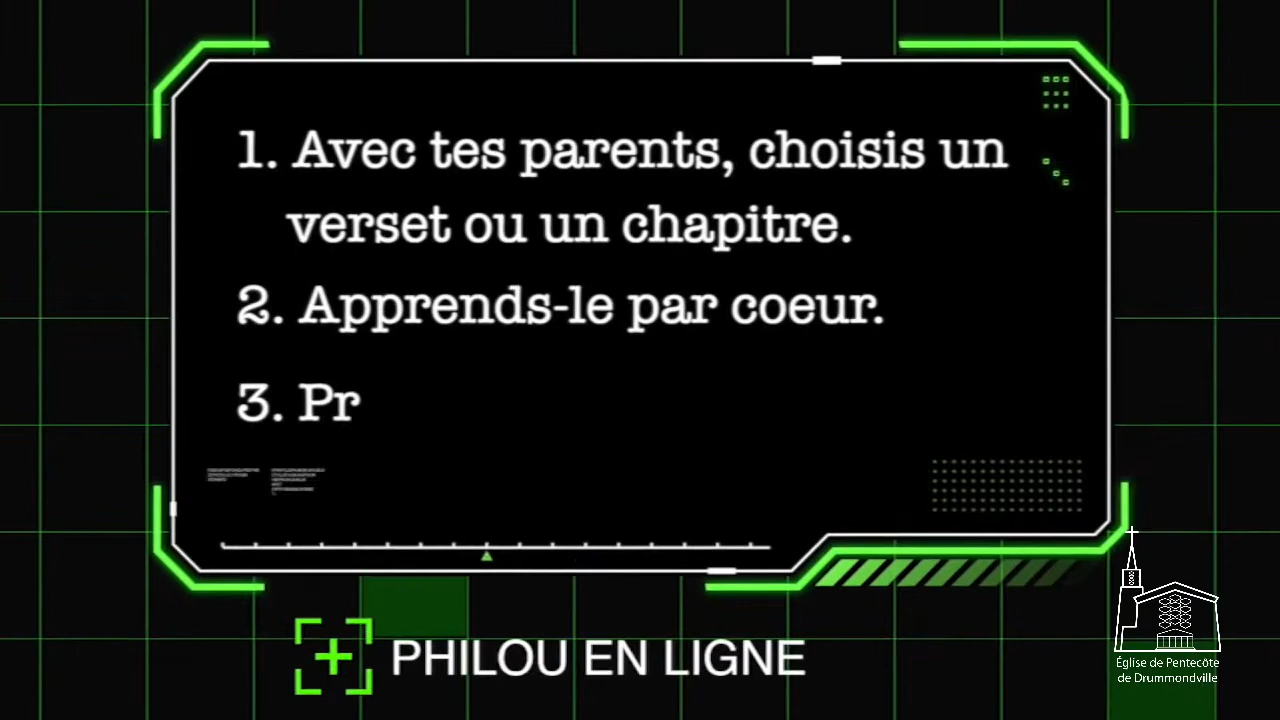 1. Avec tes parents, choisis un
verset ou un chapitre.
2. Apprends-le par coeur.
3. Pr
PHILOU EN LIGNE
Église de Pentecôte
de Drummondville